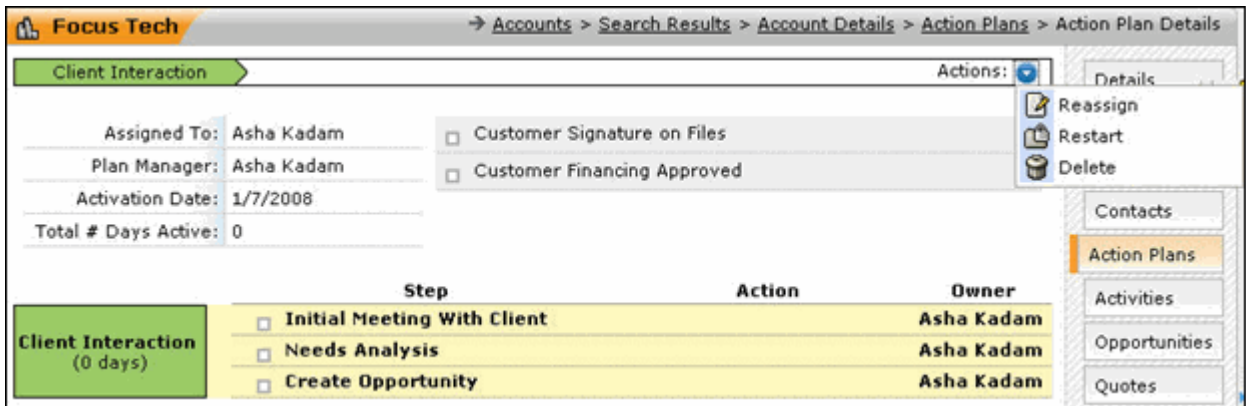 Focus Tech
→ Accounts > Search Results > Account Details > Action Plans > Action Plan Details
Client Interaction
Actions:
Details
Reassign
Restart
Delete
Assigned To: Asha Kadam
Plan Manager: Asha Kadam
Activation Date: 1/7/2008
Total # Days Active: 0
Customer Signature on Files
Customer Financing Approved
Contacts
Action Plans
Activities
Opportunities
Quotes
Step Action Owner
Client Interaction
(0 days)
Initial Meeting With Client Asha Kadam
Needs Analysis Asha Kadam
Create Opportunity Asha Kadam